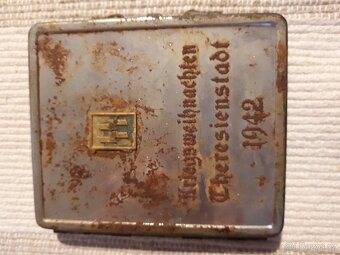 Kriegsweihnachten
Theresienstadt
1942